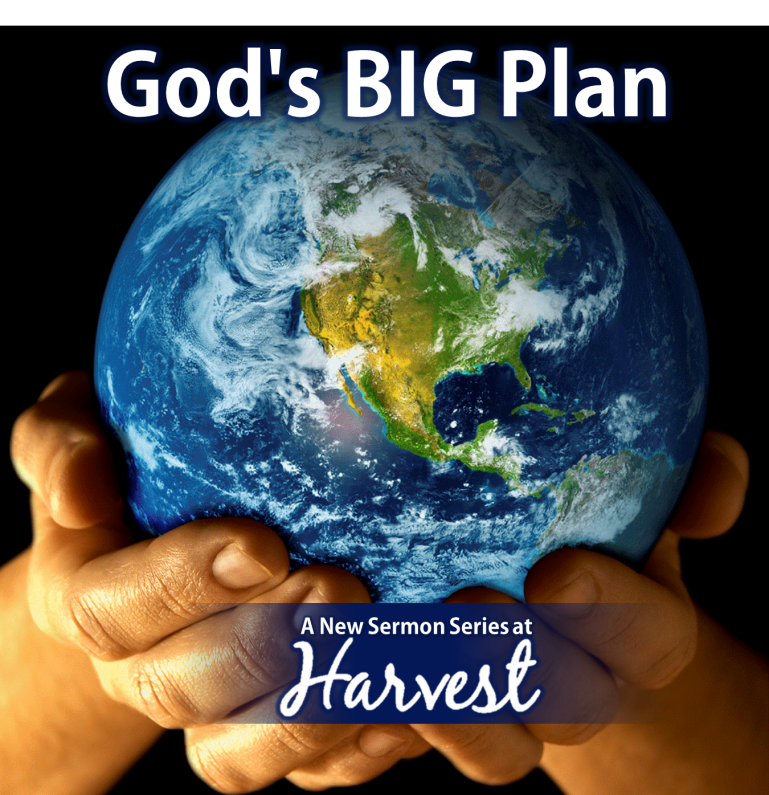 God's BIG Plan
A New Sermon Series at
Harvest